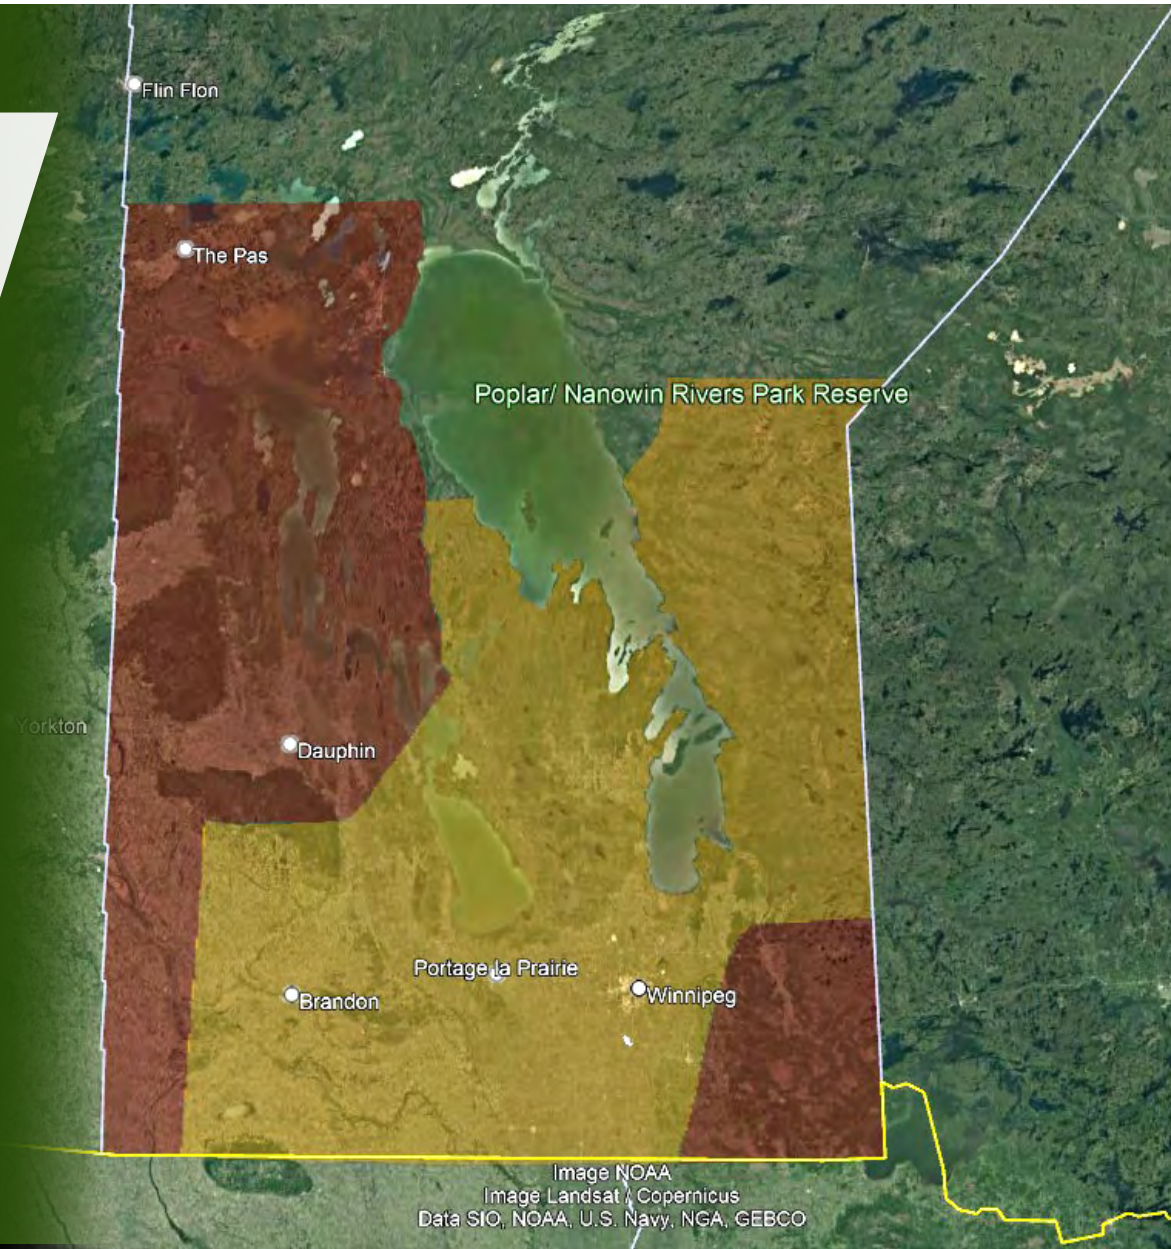 Flin Flon
The Pas
Poplar/ Nanowin Rivers Park Reserve
Yorkton
Dauphin
Portage la Prairie
Brandon
Winnipeg
Image NOAA
Image Landsat / Copernicus
Data SIO, NOAA, U.S. Navy, NGA, GEBCO